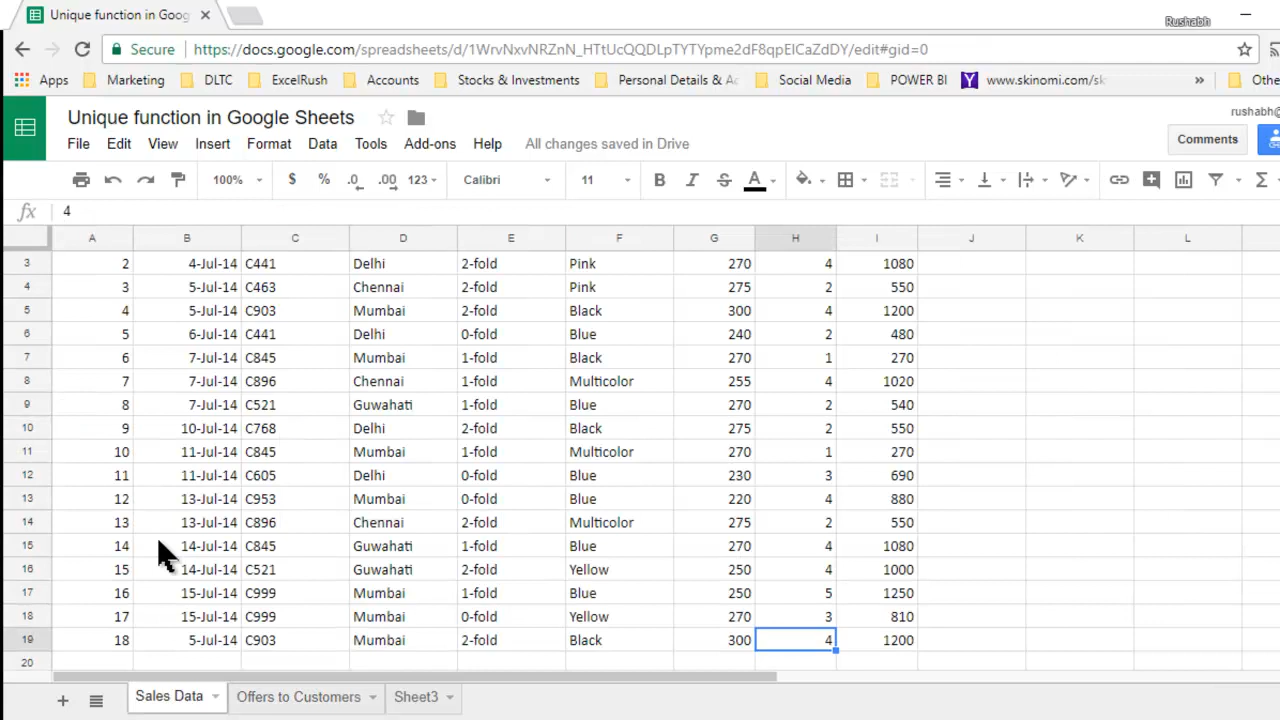 Unique function in Goog
Rushabh
Secure https://docs.google.com/spreadsheets/d/1WrvNxvNRZnN_HTtUcQQDLpTYTYpme2dF8qpEICaZdDY/edit#gid=0
Apps Marketing DLTC ExcelRush Accounts Stocks & Investments Personal Details & Ac Social Media POWER BI www.skinomi.com/sk » Othe
Unique function in Google Sheets
rushabh@
File Edit View Insert Format Data Tools Add-ons Help All changes saved in Drive
Comments
100% $ % .0 .00 123 Calibri 11 B I S A Σ
fx 4
A B C D E F G H I J K L
3 2 4-Jul-14 C441 Delhi 2-fold Pink 270 4 1080
4 3 5-Jul-14 C463 Chennai 2-fold Pink 275 2 550
5 4 5-Jul-14 C903 Mumbai 2-fold Black 300 4 1200
6 5 6-Jul-14 C441 Delhi 0-fold Blue 240 2 480
7 6 7-Jul-14 C845 Mumbai 1-fold Black 270 1 270
8 7 7-Jul-14 C896 Chennai 1-fold Multicolor 255 4 1020
9 8 7-Jul-14 C521 Guwahati 1-fold Blue 270 2 540
10 9 10-Jul-14 C768 Delhi 2-fold Black 275 2 550
11 10 11-Jul-14 C845 Mumbai 1-fold Multicolor 270 1 270
12 11 11-Jul-14 C605 Delhi 0-fold Blue 230 3 690
13 12 13-Jul-14 C953 Mumbai 0-fold Blue 220 4 880
14 13 13-Jul-14 C896 Chennai 2-fold Multicolor 275 2 550
15 14 14-Jul-14 C845 Guwahati 1-fold Blue 270 4 1080
16 15 14-Jul-14 C521 Guwahati 2-fold Yellow 250 4 1000
17 16 15-Jul-14 C999 Mumbai 1-fold Blue 250 5 1250
18 17 15-Jul-14 C999 Mumbai 0-fold Yellow 270 3 810
19 18 5-Jul-14 C903 Mumbai 2-fold Black 300 4 1200
20
+ Sales Data Offers to Customers Sheet3